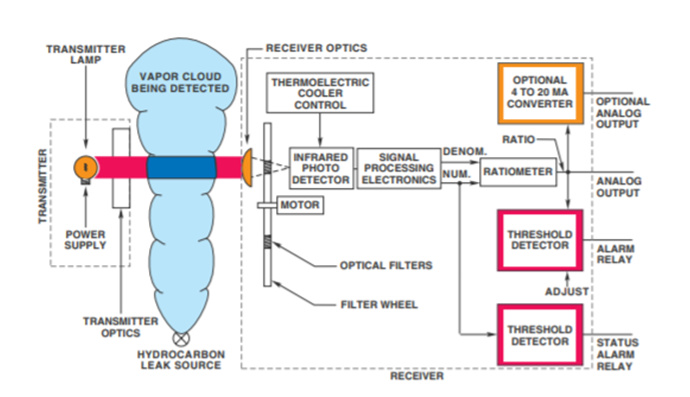 TRANSMITTER
LAMP
VAPOR CLOUD
BEING DETECTED
RECEIVER OPTICS
THERMOELECTRIC
COOLER
CONTROL
OPTIONAL
4 TO 20 MA
CONVERTER
OPTIONAL
ANALOG
OUTPUT
TRANSMITTER
POWER
SUPPLY
INFRARED
PHOTO
DETECTOR
SIGNAL
PROCESSING
ELECTRONICS
DENOM.
NUM.
RATIO
RATIOMETER
ANALOG
OUTPUT
MOTOR
THRESHOLD
DETECTOR
ALARM
RELAY
OPTICAL FILTERS
ADJUST
FILTER WHEEL
TRANSMITTER
OPTICS
THRESHOLD
DETECTOR
STATUS
ALARM
RELAY
HYDROCARBON
LEAK SOURCE
RECEIVER